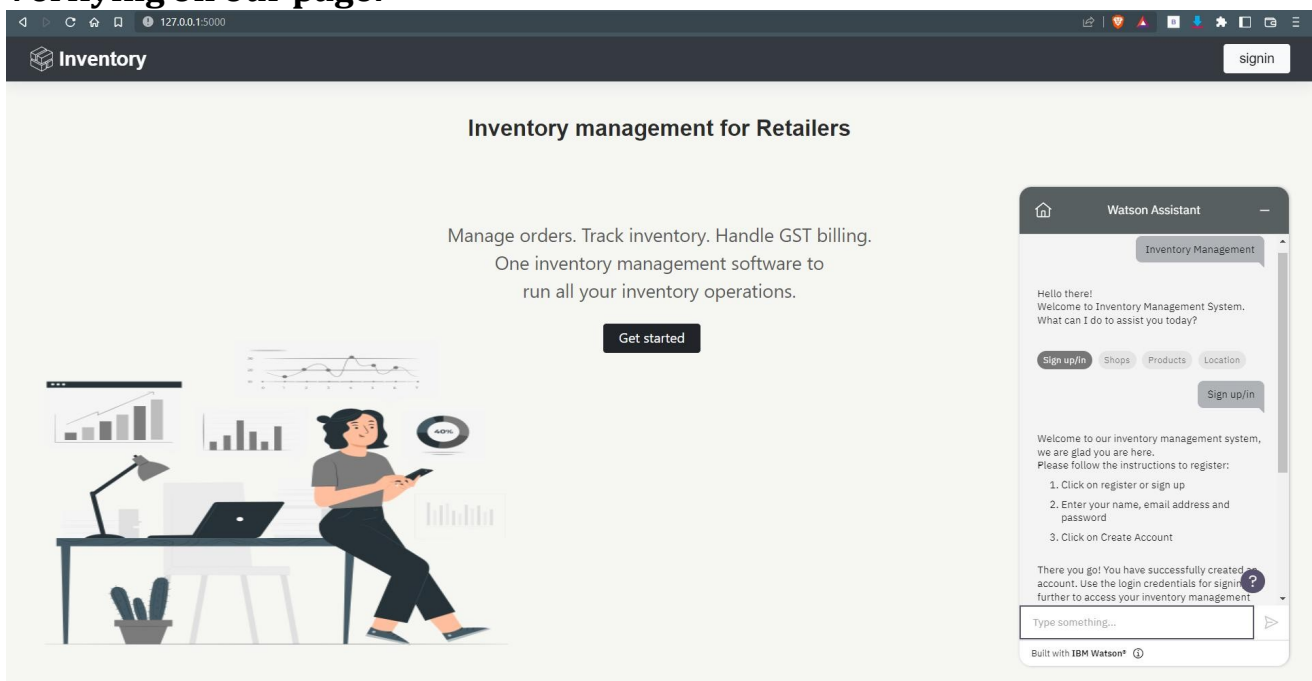 Verifying on our page:
127.0.0.1:5000
Inventory
signin
Inventory management for Retailers
Manage orders. Track inventory. Handle GST billing.
One inventory management software to
run all your inventory operations.
Get started
40%
Watson Assistant
Inventory Management
Hello there!
Welcome to Inventory Management System.
What can I do to assist you today?
Sign up/in Shops Products Location
Sign up/in
Welcome to our inventory management system,
we are glad you are here.
Please follow the instructions to register:
1. Click on register or sign up
2. Enter your name, email address and
password
3. Click on Create Account
There you go! You have successfully created
account. Use the login credentials for
further to access your inventory management
?
Type something...
Built with IBM Watson®